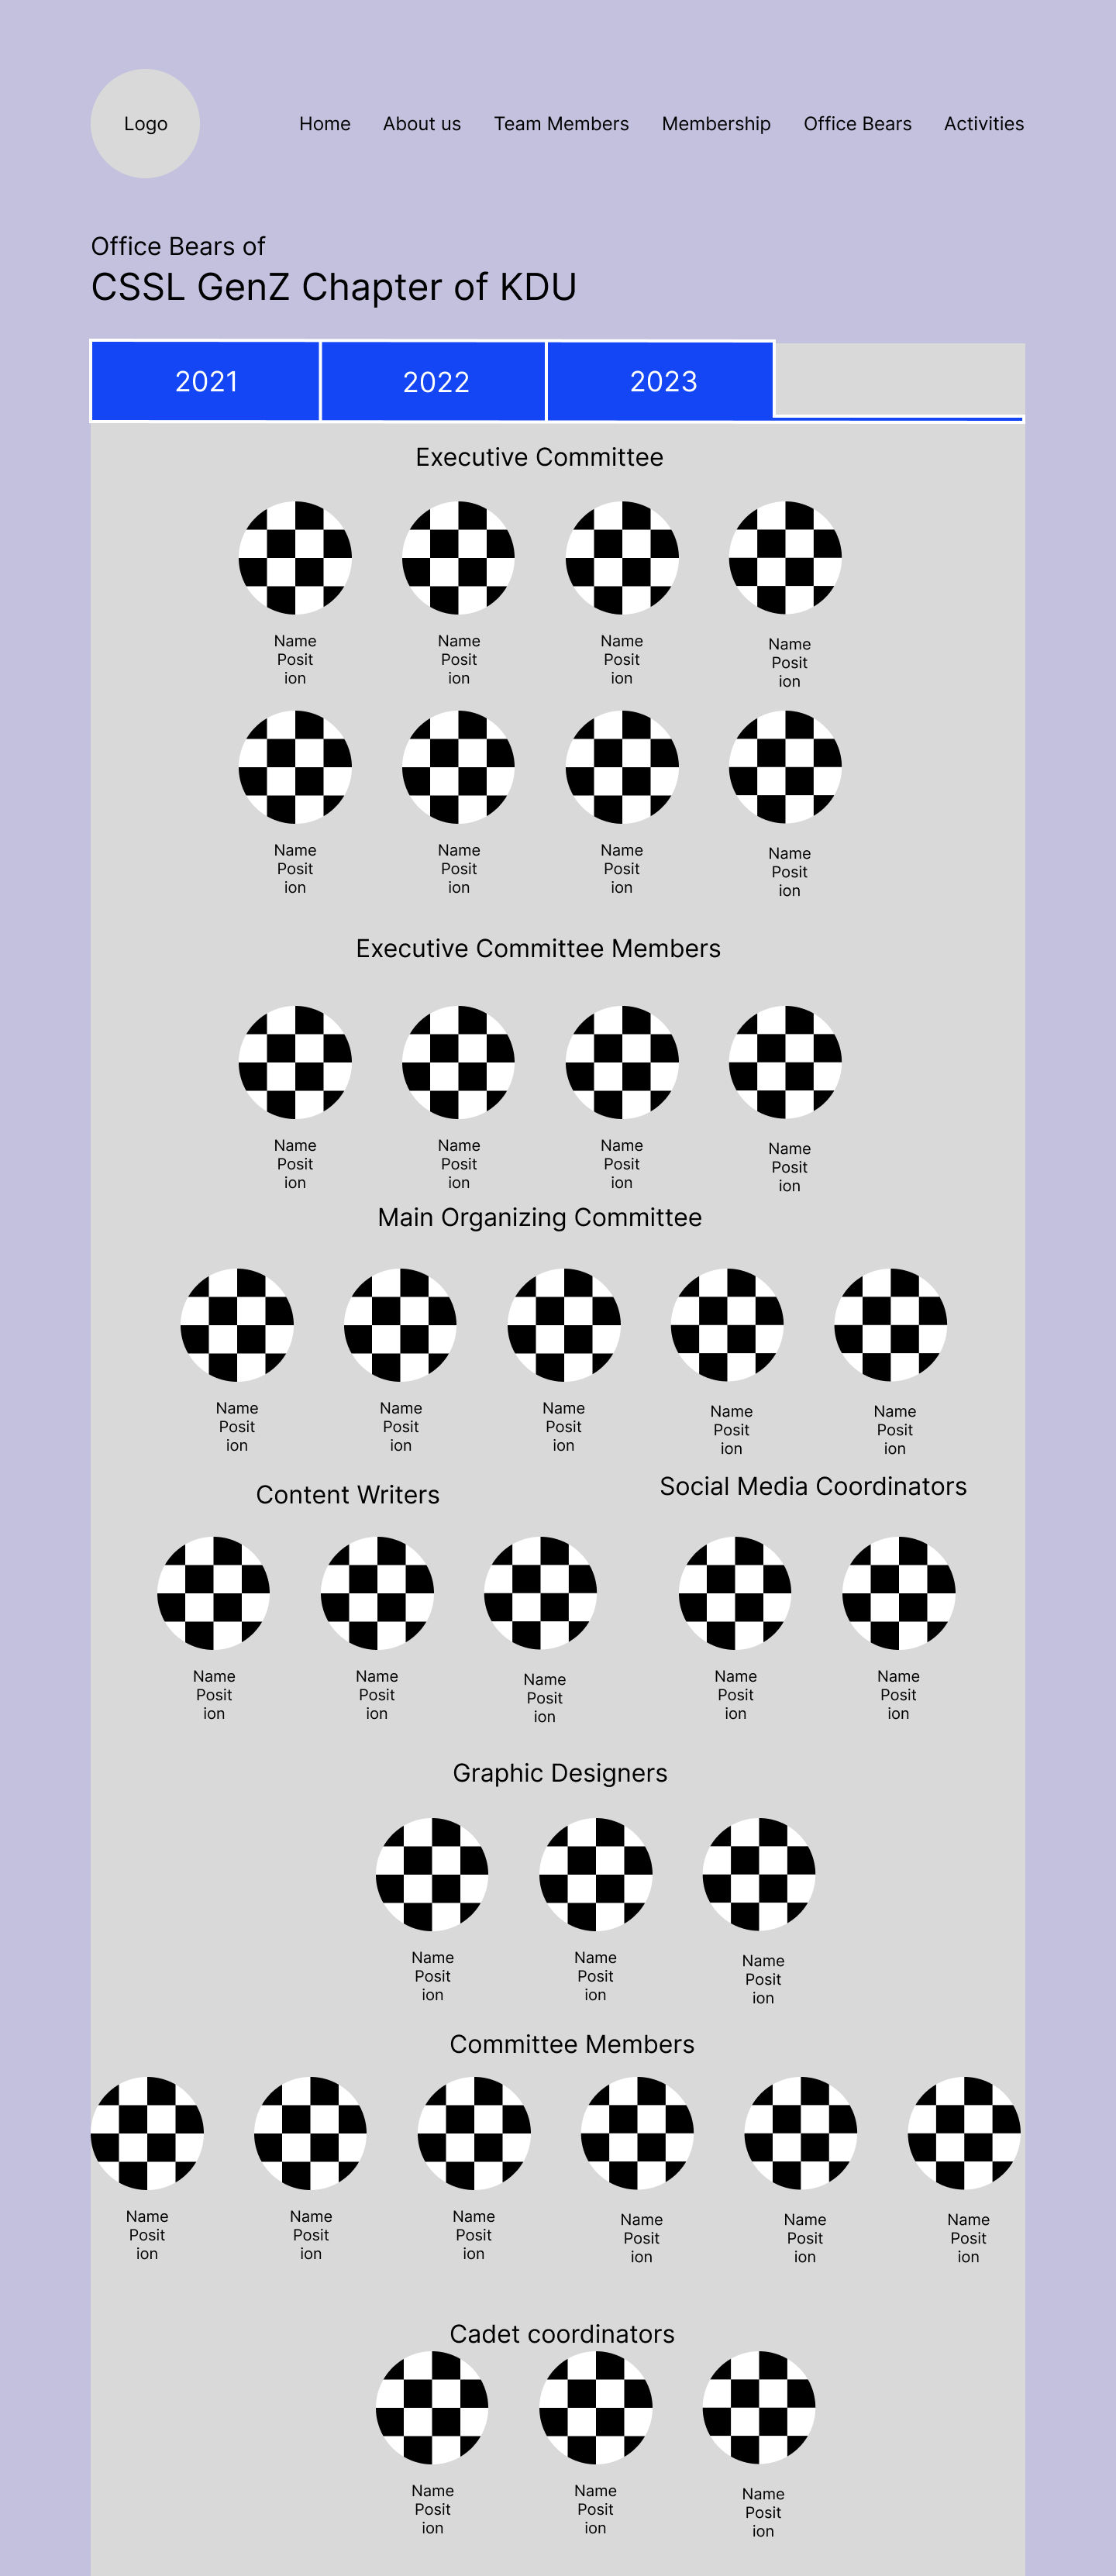 Logo
Home About us Team Members Membership Office Bears Activities
Office Bears of
CSSL GenZ Chapter of KDU
2021 2022 2023
Executive Committee
Name Name Name Name
Posit Posit Posit Posit
ion ion ion ion
Name Name Name Name
Posit Posit Posit Posit
ion ion ion ion
Executive Committee Members
Name Name Name Name
Posit Posit Posit Posit
ion ion ion ion
Main Organizing Committee
Name Name Name Name Name
Posit Posit Posit Posit Posit
ion ion ion ion ion
Content Writers Social Media Coordinators
Name Name Name Name Name
Posit Posit Posit Posit Posit
ion ion ion ion ion
Graphic Designers
Name Name Name
Posit Posit Posit
ion ion ion
Committee Members
Name Name Name Name Name Name
Posit Posit Posit Posit Posit Posit
ion ion ion ion ion ion
Cadet coordinators
Name Name Name
Posit Posit Posit
ion ion ion